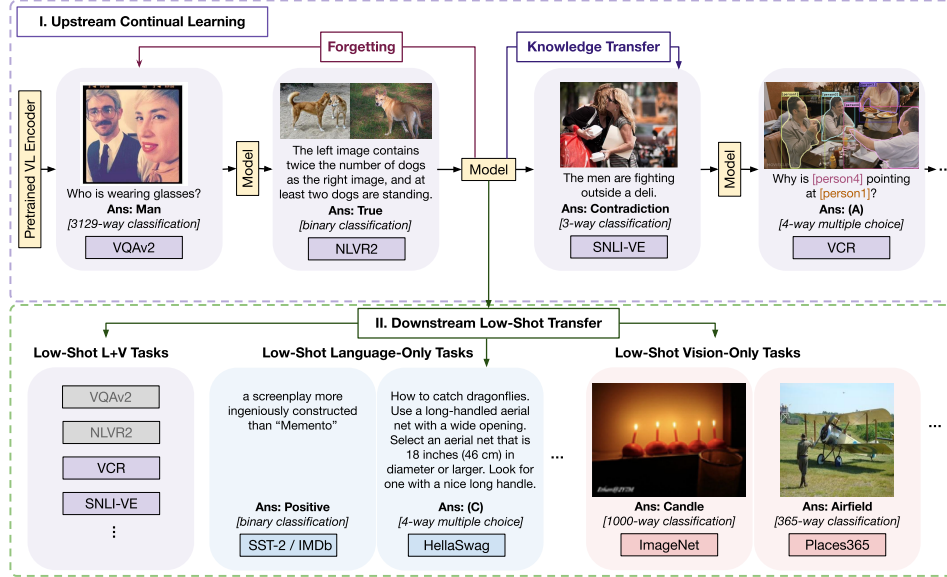 I. Upstream Continual Learning
Forgetting
Knowledge Transfer
Pretrained VL Encoder
Who is wearing glasses?
Ans: Man
[3129-way classification]
VQAv2
Model
The left image contains
twice the number of dogs
as the right image, and at
least two dogs are standing.
Ans: True
[binary classification]
NLVR2
Model
The men are fighting
outside a deli.
Ans: Contradiction
[3-way classification]
SNLI-VE
Model
Why is [person4] pointing
at [person1]?
Ans: (A)
[4-way multiple choice]
VCR
...
II. Downstream Low-Shot Transfer
Low-Shot L+V Tasks
VQAv2
NLVR2
VCR
SNLI-VE
Low-Shot Language-Only Tasks
a screenplay more
ingeniously constructed
than “Memento”
Ans: Positive
[binary classification]
SST-2 / IMDb
How to catch dragonflies.
Use a long-handled aerial
net with a wide opening.
Select an aerial net that is
18 inches (46 cm) in
diameter or larger. Look for
one with a nice long handle.
Ans: (C)
[4-way multiple choice]
HellaSwag
...
Low-Shot Vision-Only Tasks
Ans: Candle
[1000-way classification]
ImageNet
Ans: Airfield
[365-way classification]
Places365
...